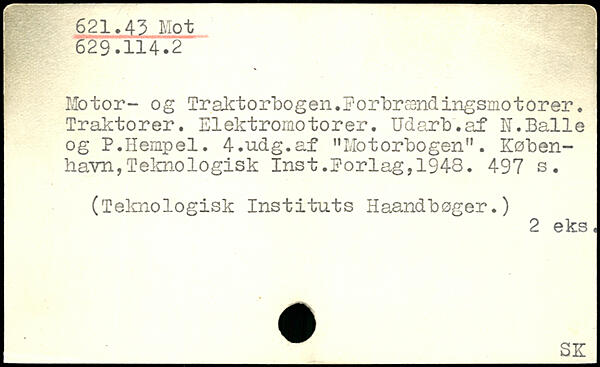 621.43 Mot
629.114.2
Motor- og Traktorbogen.Forbrændingsmotorer.
Traktorer. Elektromotorer. Udarb.af N.Balle
og P.Hempel. 4.udg.af "Motorbogen". Køben-
havn,Teknologisk Inst.Forlag,1948. 497 s.
(Teknologisk Instituts Haandbøger.)
2 eks.
SK